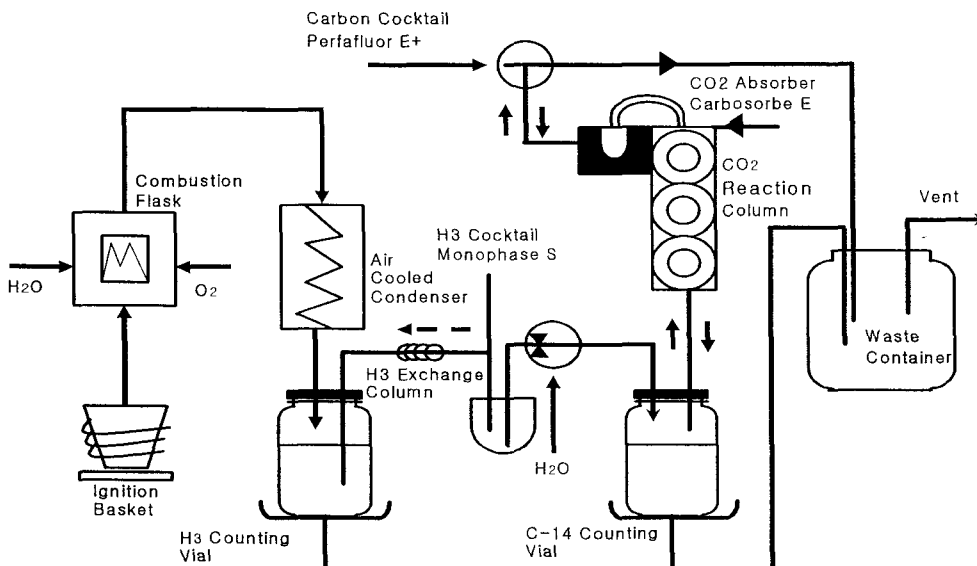 Carbon Cocktail
Perfafluor E+
CO2 Absorber
Carbosorbe E
CO2
Reaction
Column
Vent
Combustion
Flask
H3 Cocktail
Monophase S
H2O
O2
Air
Cooled
Condenser
Waste
Container
H3 Exchange
Column
H2O
Ignition
Basket
H3 Counting
Vial
C-14 Counting
Vial